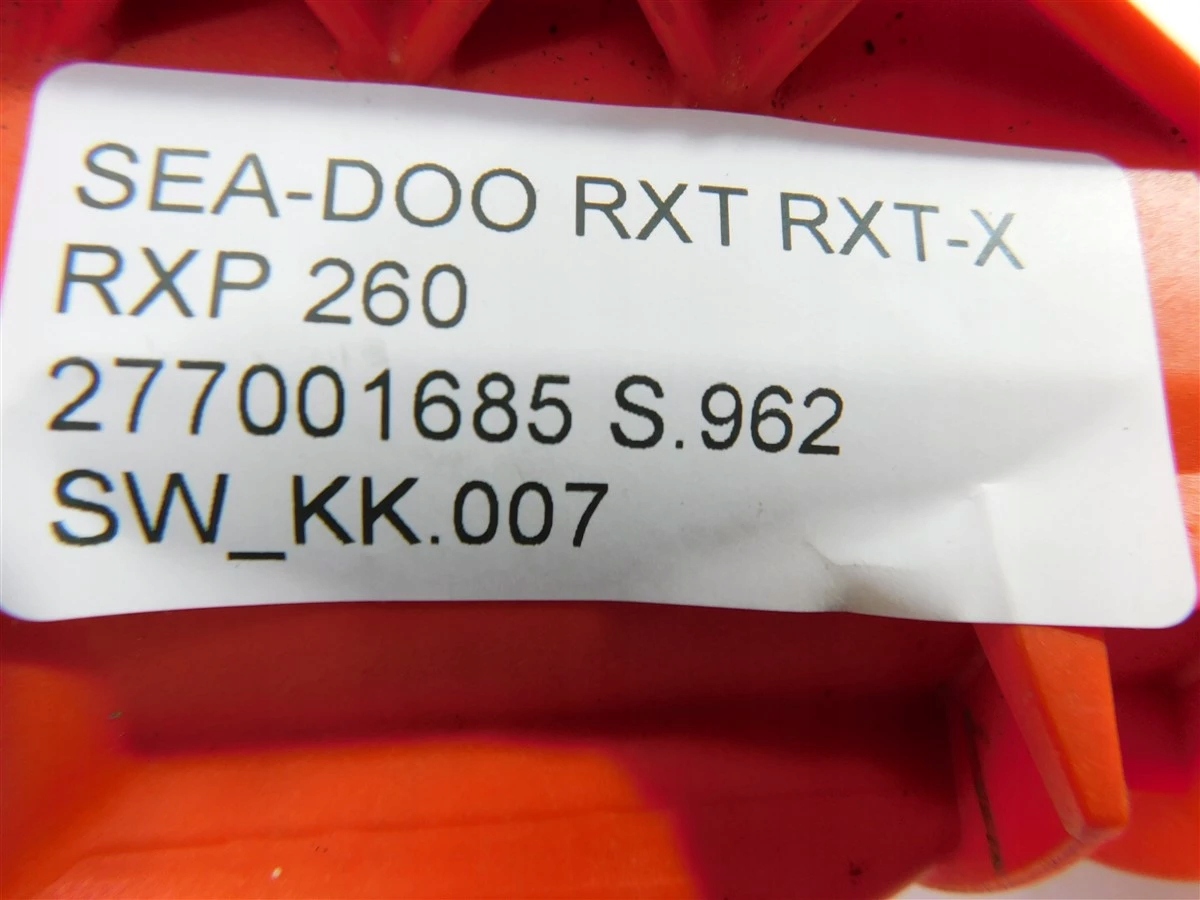 SEA-DOO RXT RXT-X
RXP 260
277001685 S.962
SW_KK.007